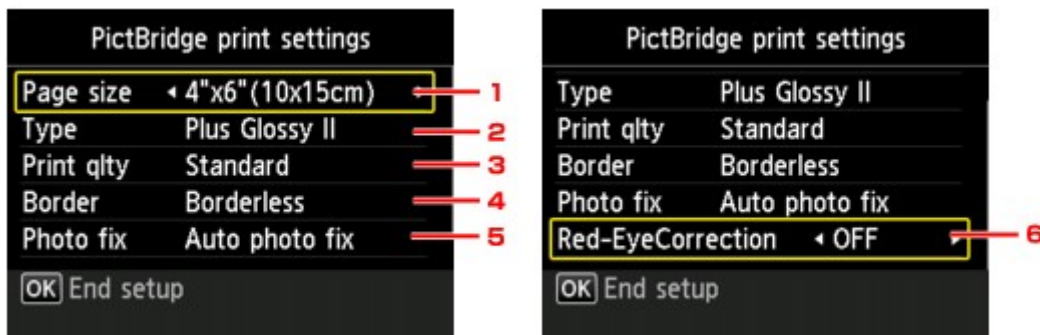 PictBridge print settings
Page size 4"x6"(10x15cm) 1
Type Plus Glossy II 2
Print qlty Standard 3
Border Borderless 4
Photo fix Auto photo fix 5
OK End setup
PictBridge print settings
Type Plus Glossy II
Print qlty Standard
Border Borderless
Photo fix Auto photo fix
Red-EyeCorrection OFF 6
OK End setup